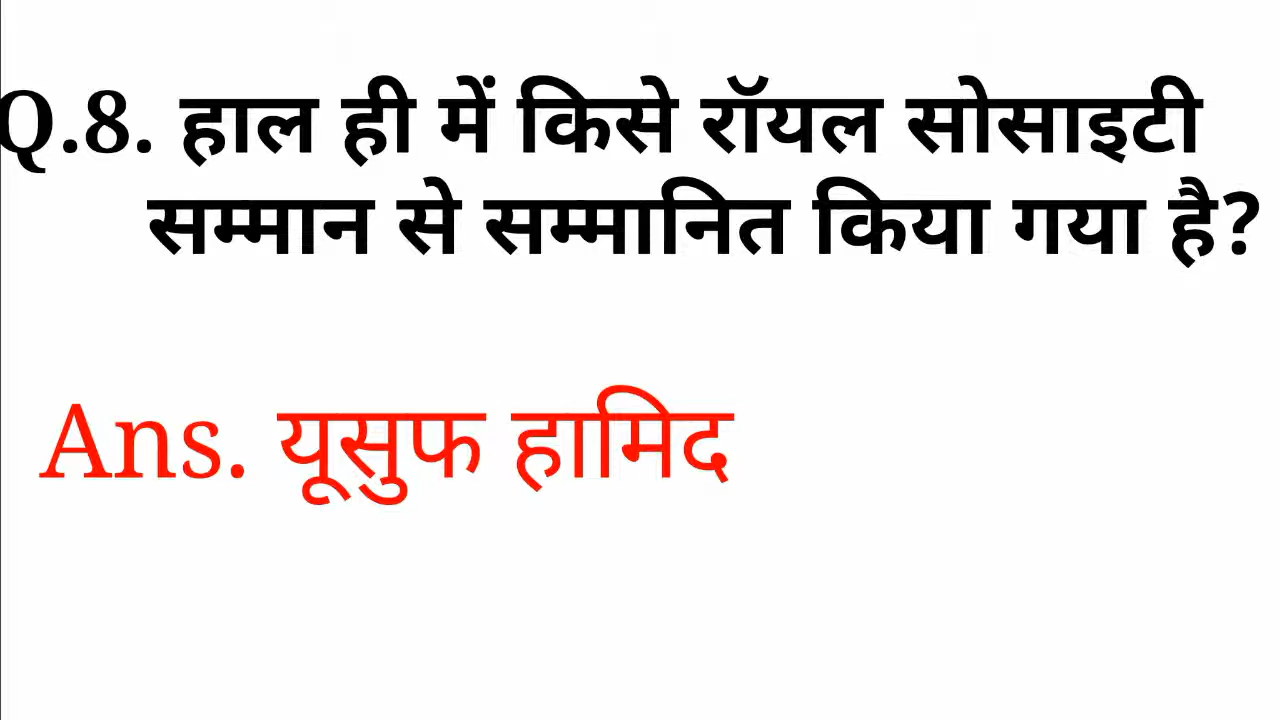 Q.8. हाल ही में किसे रॉयल सोसाइटी
सम्मान से सम्मानित किया गया है?
Ans. यूसुफ हामिद